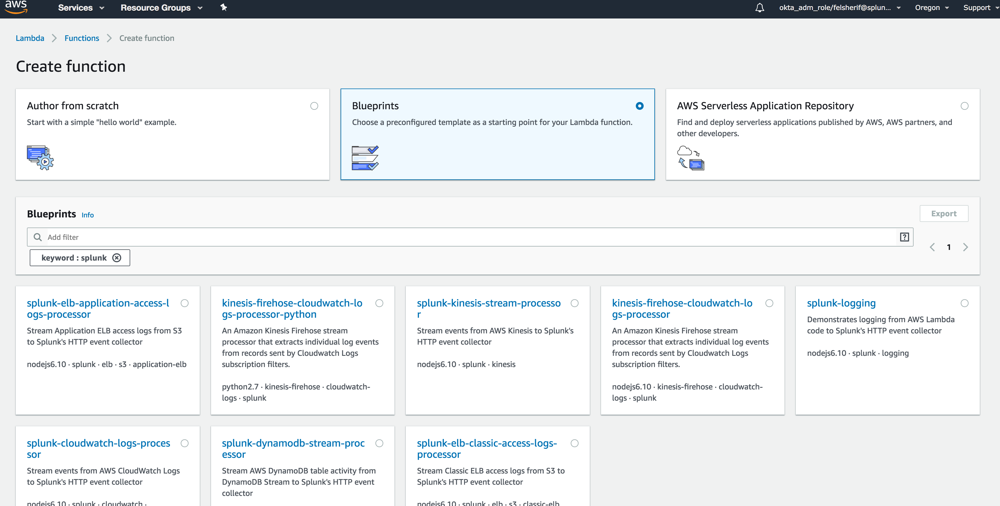 aws Services Resource Groups okta_adm_role/felsherif@splun... Oregon Support
Lambda Functions Create function
Create function
Author from scratch
Start with a simple "hello world" example.
Blueprints
Choose a preconfigured template as a starting point for your Lambda function.
AWS Serverless Application Repository
Find and deploy serverless applications published by AWS, AWS partners, and
other developers.
Blueprints Info
Export
Add filter
?
1
keyword : splunk
splunk-elb-application-access-l
ogs-processor
Stream Application ELB access logs from S3
to Splunk's HTTP event collector
nodejs6.10 · splunk · elb · s3 · application-elb
kinesis-firehose-cloudwatch-lo
gs-processor-python
An Amazon Kinesis Firehose stream
processor that extracts individual log events
from records sent by Cloudwatch Logs
subscription filters.
python2.7 · kinesis-firehose · cloudwatch-
logs · splunk
splunk-kinesis-stream-processo
r
Stream events from AWS Kinesis to Splunk's
HTTP event collector
nodejs6.10 · splunk · kinesis
kinesis-firehose-cloudwatch-lo
gs-processor
An Amazon Kinesis Firehose stream
processor that extracts individual log events
from records sent by Cloudwatch Logs
subscription filters.
nodejs6.10 · kinesis-firehose · cloudwatch-
logs · splunk
splunk-logging
Demonstrates logging from AWS Lambda
code to Splunk's HTTP event collector
nodejs6.10 · splunk · logging
splunk-cloudwatch-logs-proces
sor
Stream events from AWS CloudWatch Logs
to Splunk's HTTP event collector
nodejs6.10 · splunk · cloudwatch ·
splunk-dynamodb-stream-proc
essor
Stream AWS DynamoDB table activity from
DynamoDB Stream to Splunk's HTTP event
collector
splunk-elb-classic-access-logs-
processor
Stream Classic ELB access logs from S3 to
Splunk's HTTP event collector
nodejs6.10 · splunk · elb · s3 · classic-elb